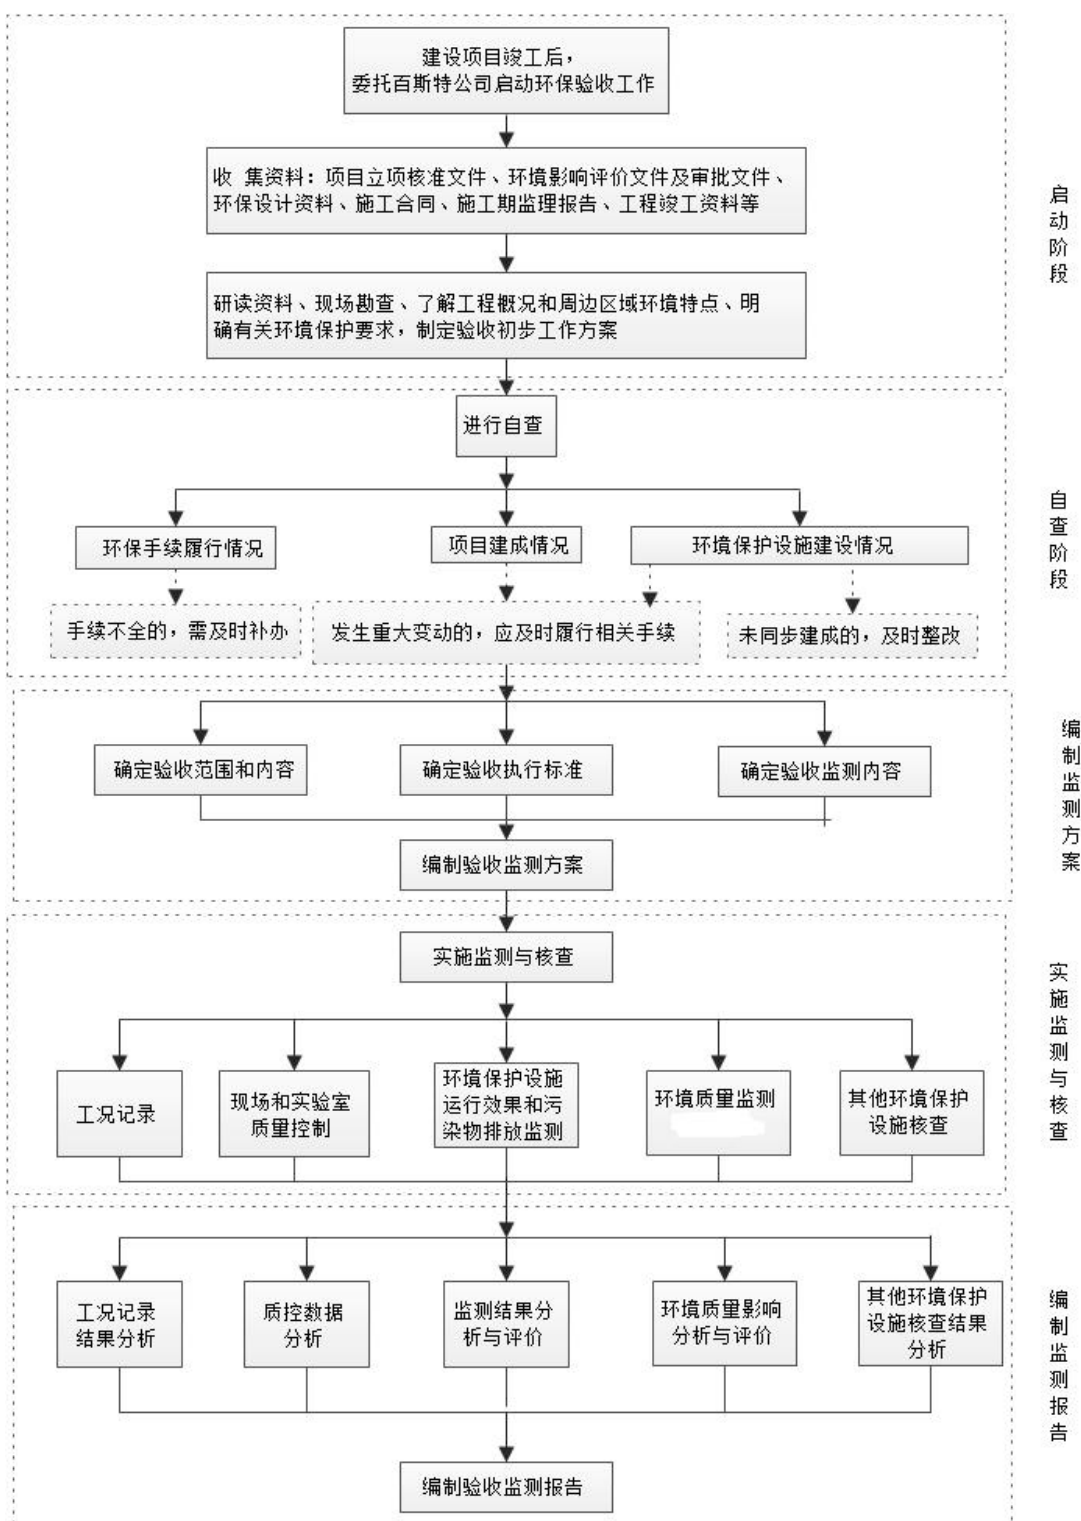 建设项目竣工后，
委托百斯特公司启动环保验收工作
收 集资料：项目立项核准文件、环境影响评价文件及审批文件、
环保设计资料、施工合同、施工期监理报告、工程竣工资料等
研读资料、现场勘查、了解工程概况和周边区域环境特点、明
确有关环境保护要求，制定验收初步工作方案
启动阶段
进行自查
环保手续履行情况
项目建成情况
环境保护设施建设情况
手续不全的，需及时补办
发生重大变动的，应及时履行相关手续
未同步建成的，及时整改
自查阶段
确定验收范围和内容
确定验收执行标准
确定验收监测内容
编制验收监测方案
编制监测方案
实施监测与核查
工况记录
现场和实验室
质量控制
环境保护设施
运行效果和污
染物排放监测
环境质量监测
其他环境保护
设施核查
实施监测与核查
工况记录
结果分析
质控数据
分析
监测结果分
析与评价
环境质量影响
分析与评价
其他环境保护
设施核查结果
分析
编制验收监测报告
编制监测报告